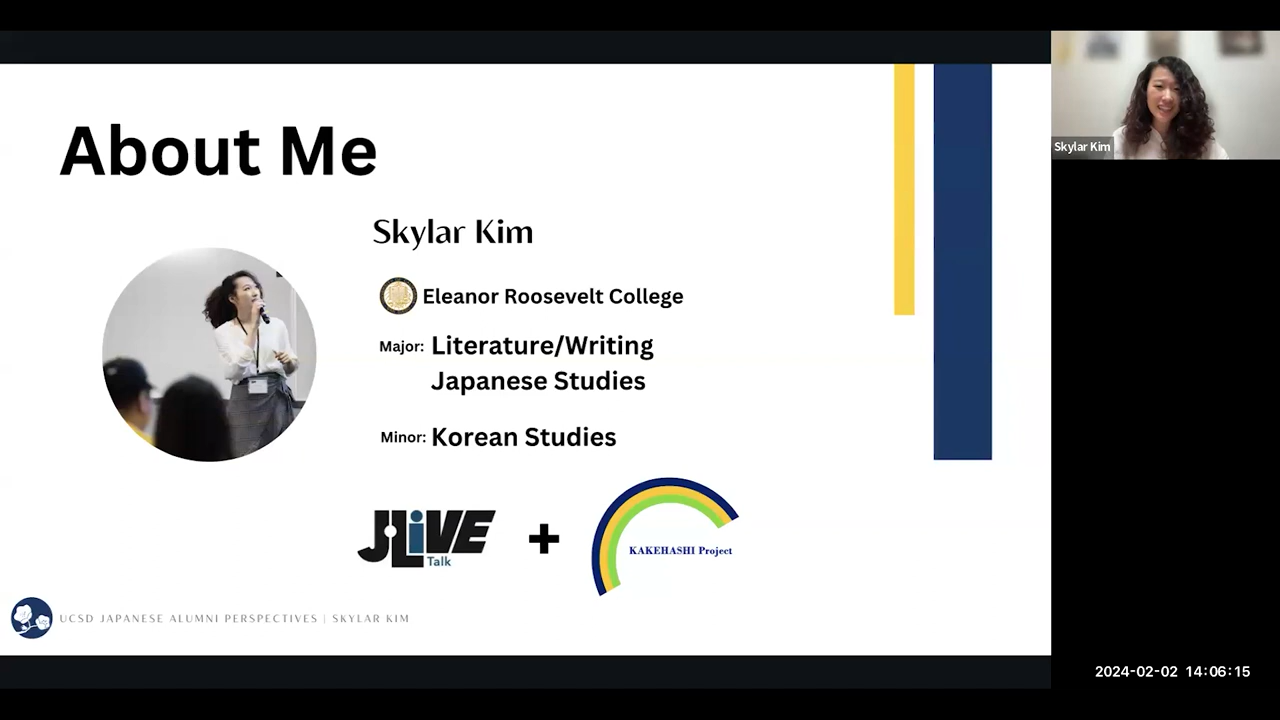 About Me
Skylar Kim
Eleanor Roosevelt College
Major: Literature/Writing
Japanese Studies
Minor: Korean Studies
JLiVE
Talk
+
KAKEHASHI Project
UCSD JAPANESE ALUMNI PERSPECTIVES | SKYLAR KIM
Skylar Kim
2024-02-02 14:06:15